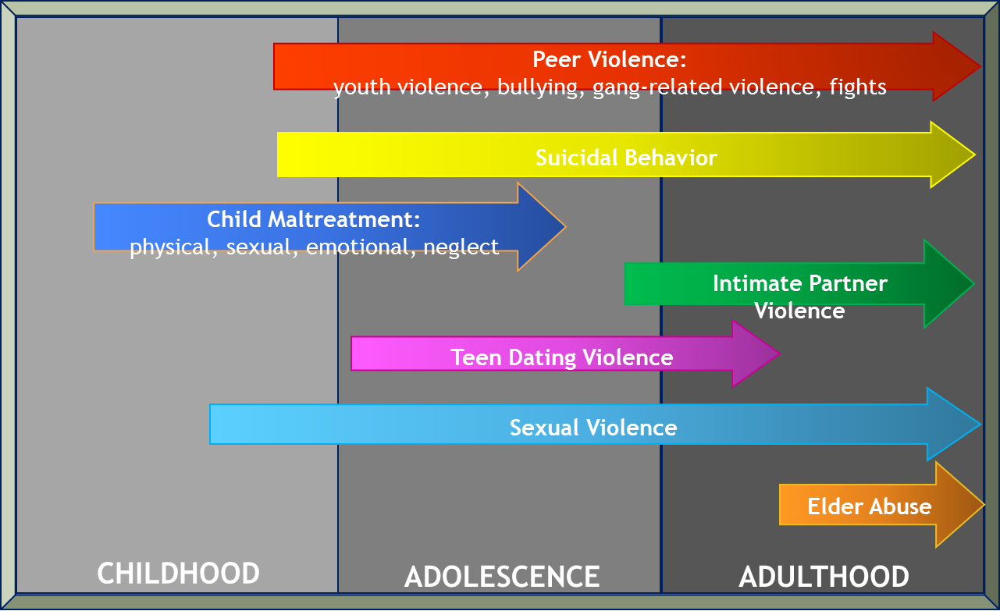 Peer Violence:
youth violence, bullying, gang-related violence, fights
Suicidal Behavior
Child Maltreatment:
physical, sexual, emotional, neglect
Intimate Partner
Violence
Teen Dating Violence
Sexual Violence
Elder Abuse
CHILDHOOD
ADOLESCENCE
ADULTHOOD